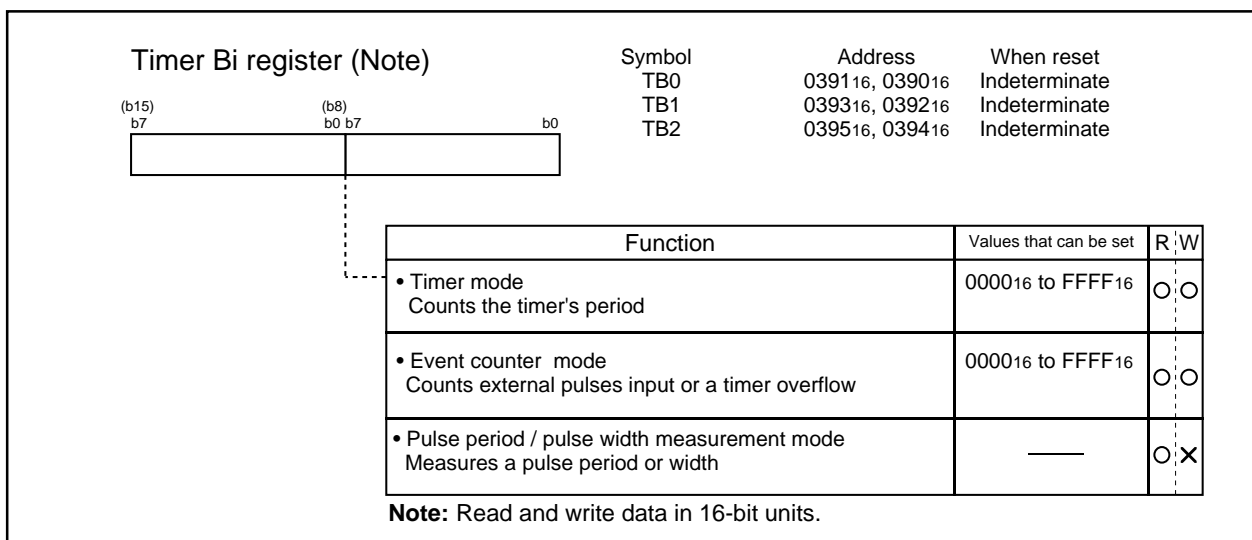 Timer Bi register (Note)
Symbol Address When reset
TB0 039116, 039016 Indeterminate
TB1 039316, 039216 Indeterminate
TB2 039516, 039416 Indeterminate
(b15) (b8)
b7 b0 b7 b0
Function Values that can be set R W
• Timer mode 000016 to FFFF16
Counts the timer's period
• Event counter mode 000016 to FFFF16
Counts external pulses input or a timer overflow
• Pulse period / pulse width measurement mode
Measures a pulse period or width
Note: Read and write data in 16-bit units.